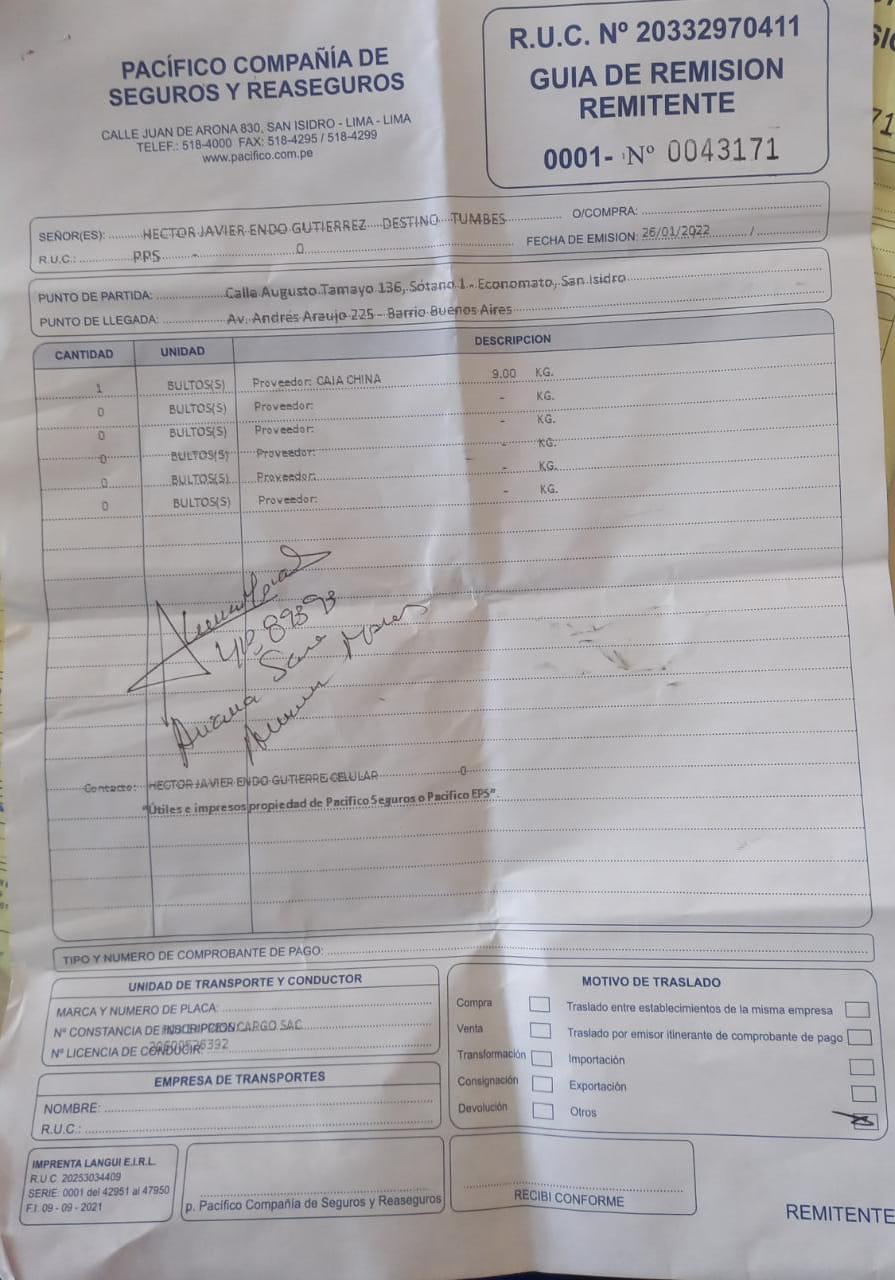 PACÍFICO COMPAÑÍA DE
SEGUROS Y REASEGUROS
CALLE JUAN DE ARONA 830, SAN ISIDRO - LIMA - LIMA
TELEF.: 518-4000 FAX: 518-4295 / 518-4299
www.pacifico.com.pe
R.U.C. Nº 20332970411
GUIA DE REMISION
REMITENTE
0001- Nº 0043171
SEÑOR(ES): HECTOR JAVIER ENDO GUTIERREZ DESTINO TUMBES O/COMPRA:
R.U.C.: PPS - 0 FECHA DE EMISION: 26/01/2022 /
PUNTO DE PARTIDA: Calle Augusto Tamayo 136, Sótano 1 - Economato, San Isidro
PUNTO DE LLEGADA: Av. Andrés Araujo 225 - Barrio Buenos Aires
CANTIDAD UNIDAD DESCRIPCION
1 BULTOS(S) Proveedor: CAJA CHINA 9.00 KG.
0 BULTOS(S) Proveedor: - KG.
0 BULTOS(S) Proveedor: - KG.
0 BULTOS(S) Proveedor: - KG.
0 BULTOS(S) Proveedor: - KG.
0 BULTOS(S) Proveedor: - KG.
Contacto: HECTOR JAVIER ENDO GUTIERRE CELULAR 0
"Útiles e impresos propiedad de Pacifico Seguros o Pacifico EPS".
TIPO Y NUMERO DE COMPROBANTE DE PAGO:
UNIDAD DE TRANSPORTE Y CONDUCTOR
MARCA Y NUMERO DE PLACA:
Nº CONSTANCIA DE INSCRIPCION CARGO SAC
Nº LICENCIA DE CONDUCIR:
EMPRESA DE TRANSPORTES
NOMBRE:
R.U.C.:
MOTIVO DE TRASLADO
Compra
Venta
Transformación
Consignación
Devolución
Traslado entre establecimientos de la misma empresa
Traslado por emisor itinerante de comprobante de pago
Importación
Exportación
Otros
IMPRENTA LANGUI E.I.R.L.
R.U.C. 20253034409
SERIE: 0001 del 42951 al 47950
F.I. 09 - 09 - 2021
p. Pacífico Compañía de Seguros y Reaseguros
RECIBI CONFORME
REMITENTE